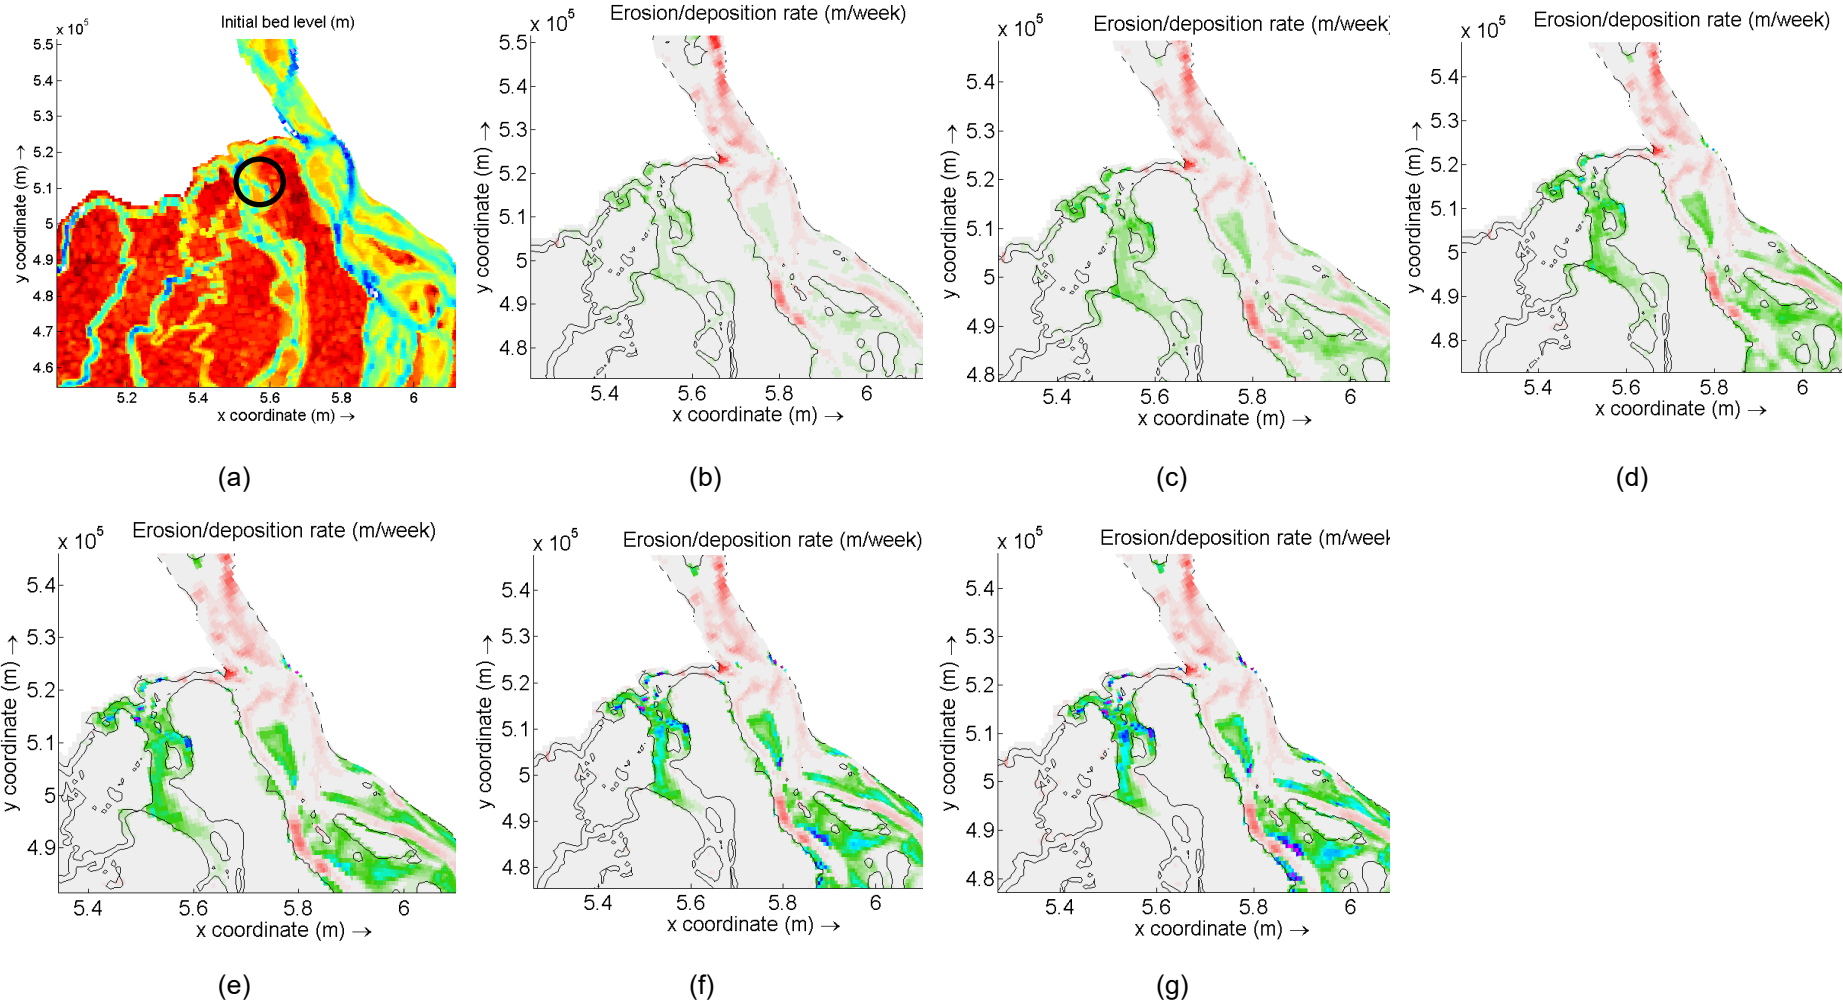 Initial bed level (m)
x 10^5
5.5
5.4
5.3
5.2
5.1
5
4.9
4.8
4.7
4.6
y coordinate (m) →
5.2 5.4 5.6 5.8 6
x coordinate (m) →
(a)
Erosion/deposition rate (m/week)
x 10^5
5.5
5.4
5.3
5.2
5.1
5
4.9
4.8
y coordinate (m) →
5.4 5.6 5.8 6
x coordinate (m) →
(b)
Erosion/deposition rate (m/week)
x 10^5
5.4
5.3
5.2
5.1
5
4.9
4.8
y coordinate (m) →
5.4 5.6 5.8 6
x coordinate (m) →
(c)
Erosion/deposition rate (m/week)
x 10^5
5.4
5.3
5.2
5.1
5
4.9
4.8
y coordinate (m) →
5.4 5.6 5.8 6
x coordinate (m) →
(d)
Erosion/deposition rate (m/week)
x 10^5
5.4
5.3
5.2
5.1
5
4.9
y coordinate (m) →
5.4 5.6 5.8 6
x coordinate (m) →
(e)
Erosion/deposition rate (m/week)
x 10^5
5.4
5.3
5.2
5.1
5
4.9
4.8
y coordinate (m) →
5.4 5.6 5.8 6
x coordinate (m) →
(f)
Erosion/deposition rate (m/week
x 10^5
5.4
5.3
5.2
5.1
5
4.9
4.8
y coordinate (m) →
5.4 5.6 5.8 6
x coordinate (m) →
(g)